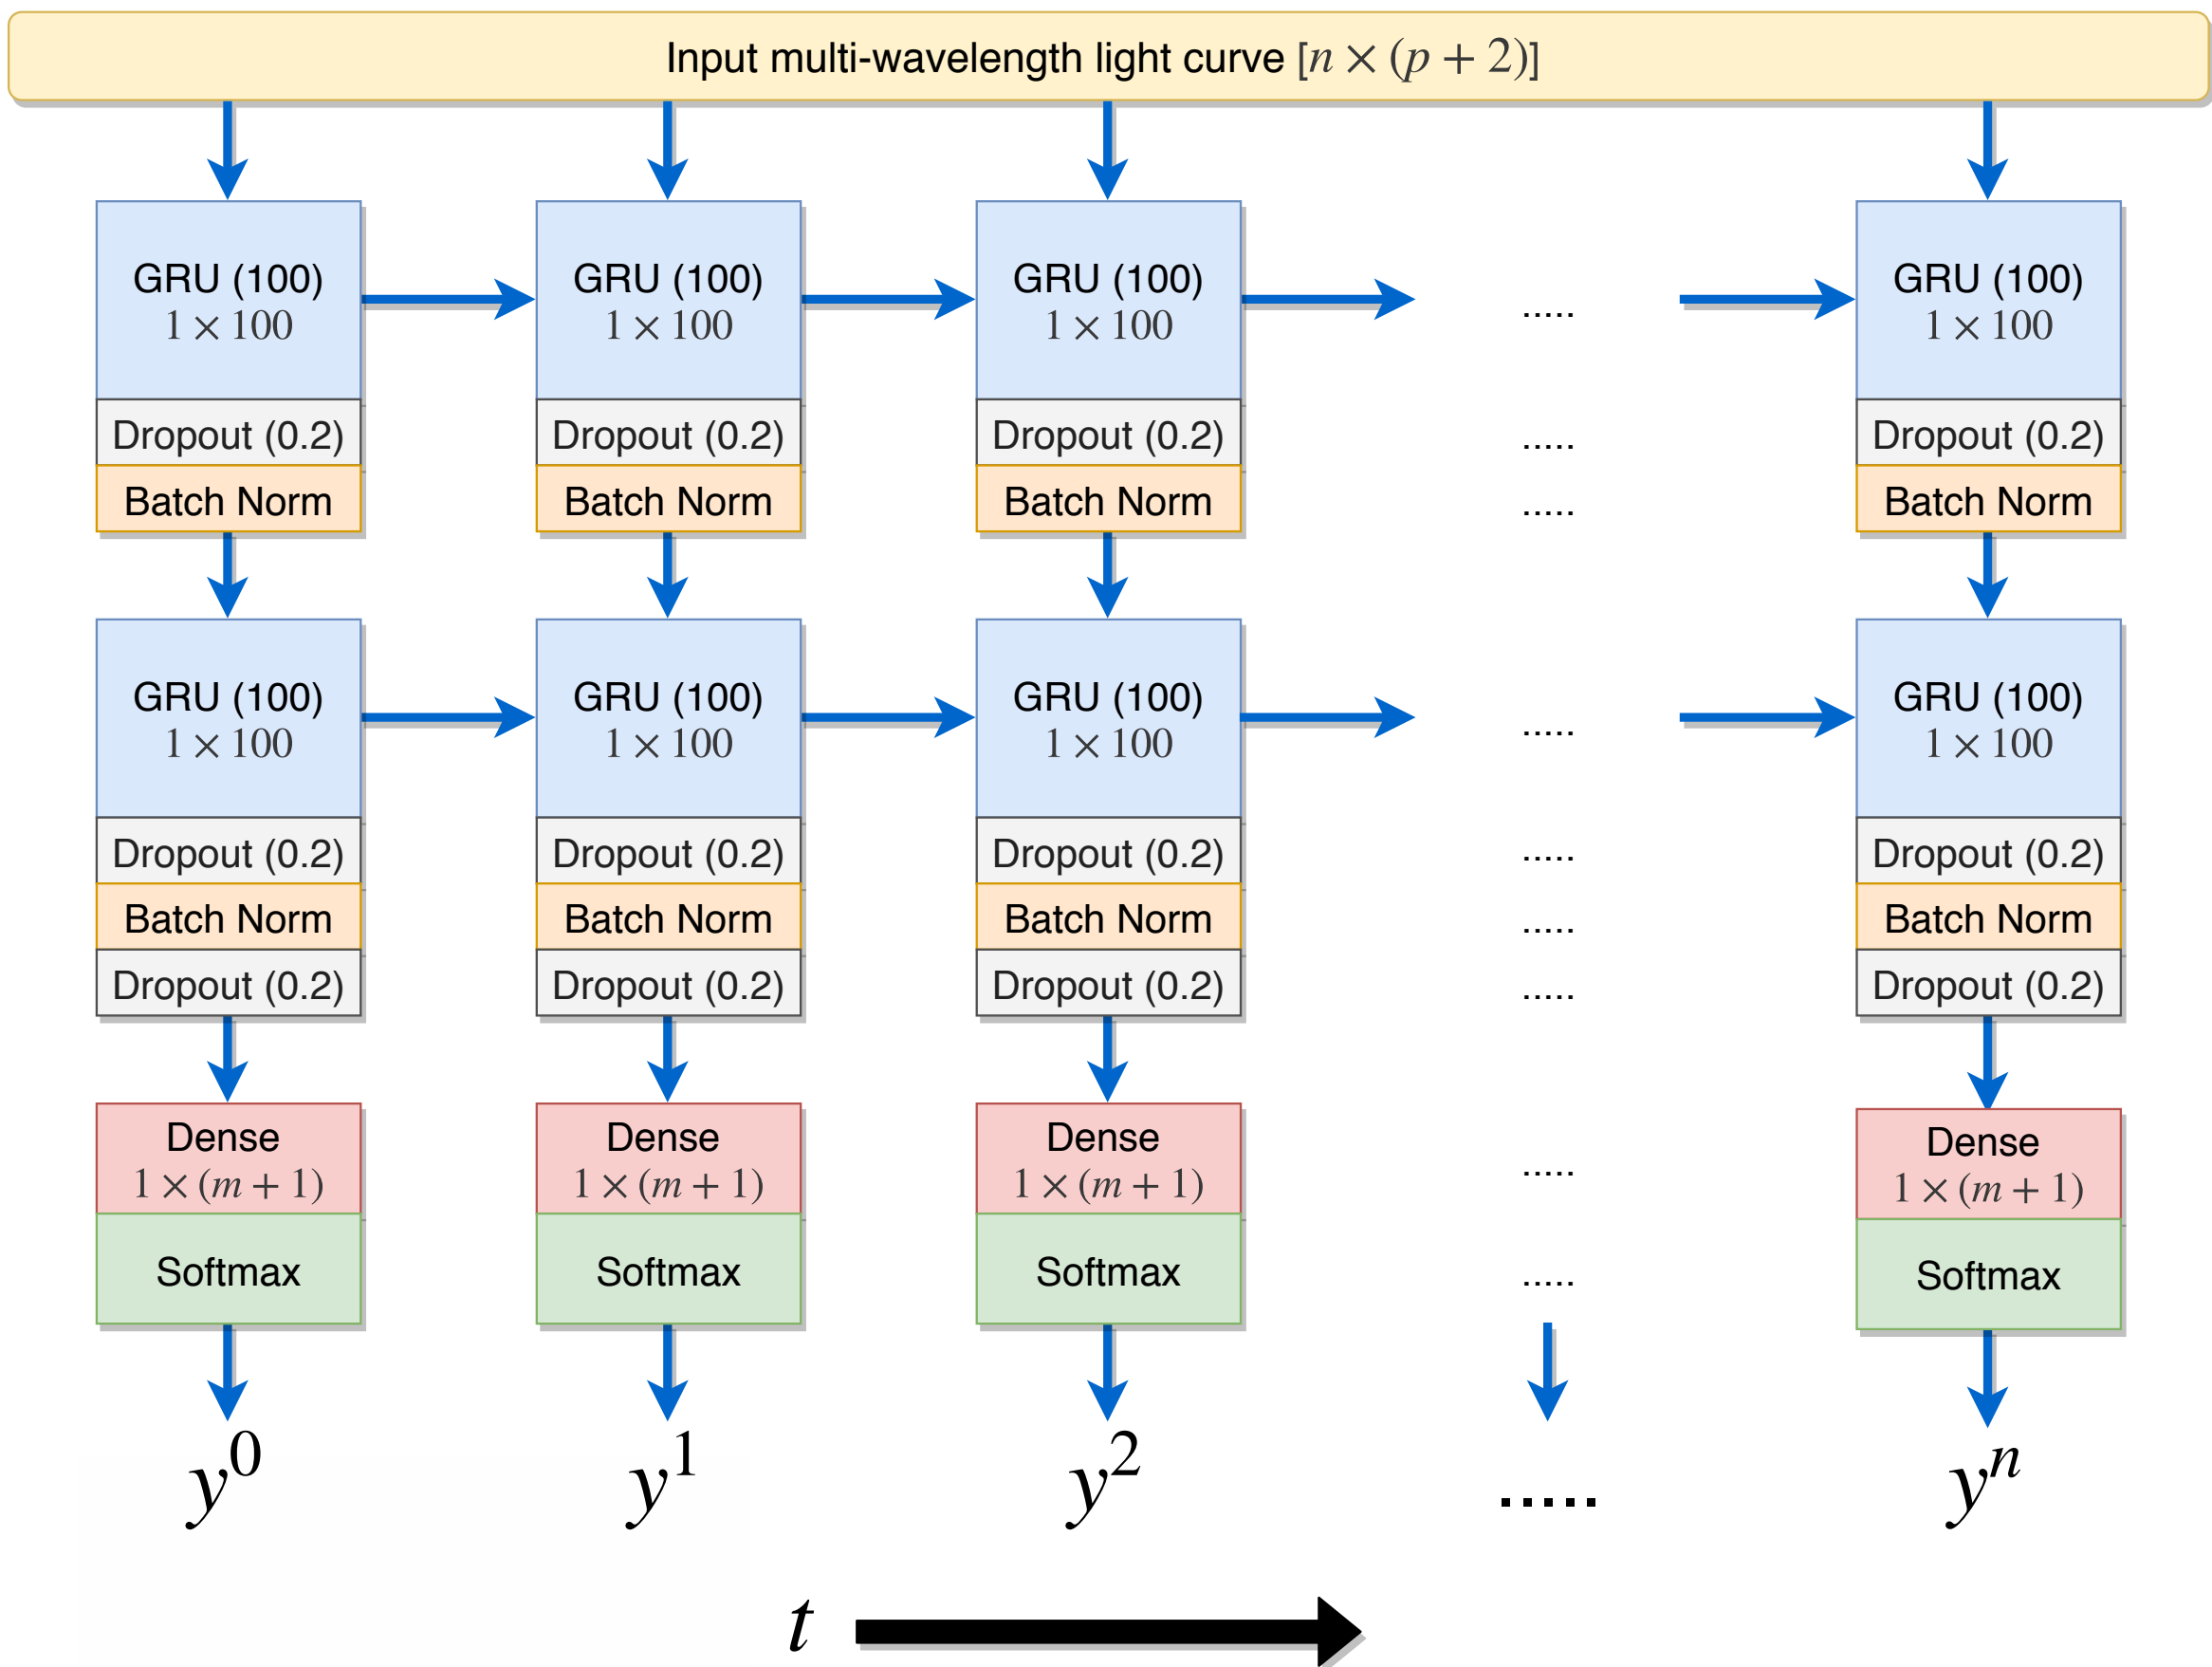 Input multi-wavelength light curve [n × (p + 2)]
GRU (100) GRU (100) GRU (100) GRU (100)
1 × 100 1 × 100 1 × 100 ..... 1 × 100
Dropout (0.2) Dropout (0.2) Dropout (0.2) ..... Dropout (0.2)
Batch Norm Batch Norm Batch Norm ..... Batch Norm
GRU (100) GRU (100) GRU (100) GRU (100)
1 × 100 1 × 100 1 × 100 ..... 1 × 100
Dropout (0.2) Dropout (0.2) Dropout (0.2) ..... Dropout (0.2)
Batch Norm Batch Norm Batch Norm ..... Batch Norm
Dropout (0.2) Dropout (0.2) Dropout (0.2) ..... Dropout (0.2)
Dense Dense Dense ..... Dense
1 × (m + 1) 1 × (m + 1) 1 × (m + 1) 1 × (m + 1)
Softmax Softmax Softmax ..... Softmax
y⁰ y¹ y² ..... yⁿ
t